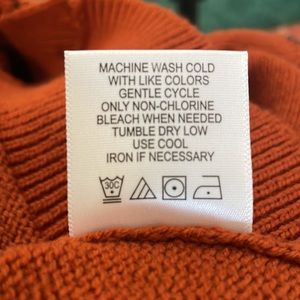 MACHINE WASH COLD
WITH LIKE COLORS
GENTLE CYCLE
ONLY NON-CHLORINE
BLEACH WHEN NEEDED
TUMBLE DRY LOW
USE COOL
IRON IF NECESSARY
30C